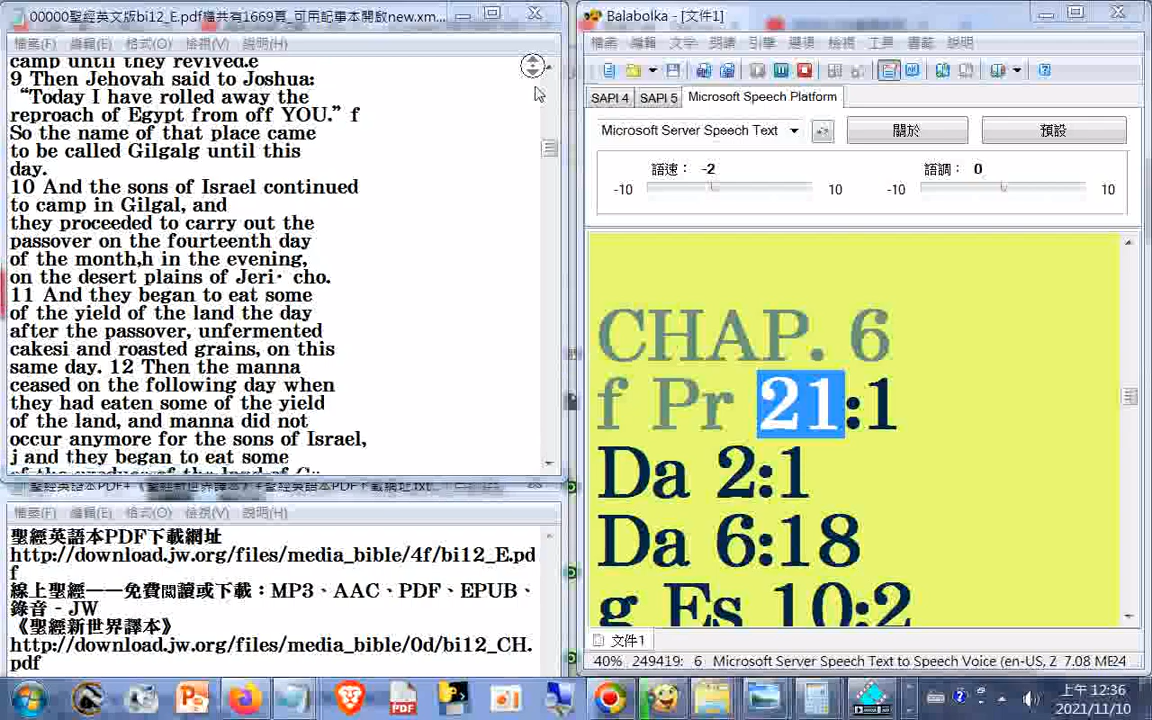 00000聖經英文版bi12_E.pdf檔共有1669頁_可用記事本開啟new.xm...
檔案(F) 編輯(E) 格式(O) 檢視(V) 說明(H)
camp until they revived.e
9 Then Jehovah said to Joshua:
“Today I have rolled away the
reproach of Egypt from off YOU.” f
So the name of that place came
to be called Gilgalg until this
day.
10 And the sons of Israel continued
to camp in Gilgal, and
they proceeded to carry out the
passover on the fourteenth day
of the month,h in the evening,
on the desert plains of Jeri· cho.
11 And they began to eat some
of the yield of the land the day
after the passover, unfermented
cakesi and roasted grains, on this
same day. 12 Then the manna
ceased on the following day when
they had eaten some of the yield
of the land, and manna did not
occur anymore for the sons of Israel,
j and they began to eat some
檔案(F) 編輯(E) 格式(O) 檢視(V) 說明(H)
聖經英語本PDF下載網址
http://download.jw.org/files/media_bible/4f/bi12_E.pd
f
線上聖經——免費閱讀或下載：MP3、AAC、PDF、EPUB、
錄音 - JW
《聖經新世界譯本》
http://download.jw.org/files/media_bible/0d/bi12_CH.
pdf
Balabolka - [文件1]
檔案 編輯 文字 朗讀 引擎 選項 檢視 工具 書籤 說明
SAPI 4 SAPI 5 Microsoft Speech Platform
Microsoft Server Speech Text 關於 預設
語速： -2 語調： 0
-10 10 -10 10
CHAP. 6
f Pr 21:1
Da 2:1
Da 6:18
g Es 10:2
文件1
40% 249419: 6 Microsoft Server Speech Text to Speech Voice (en-US, Z 7.08 ME24
上午 12:36
2021/11/10